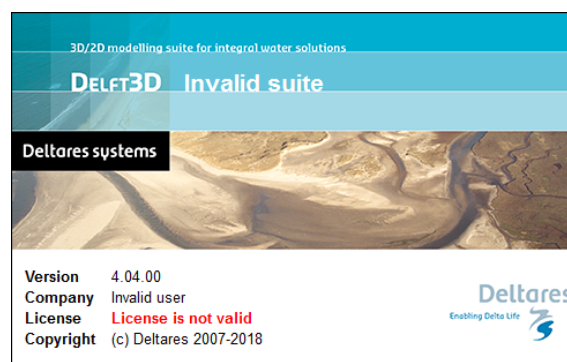 3D/2D modelling suite for integral water solutions
DELFT3D Invalid suite
Deltares systems
Version 4.04.00
Company Invalid user
License License is not valid
Copyright (c) Deltares 2007-2018
Deltares
Enabling Delta Life